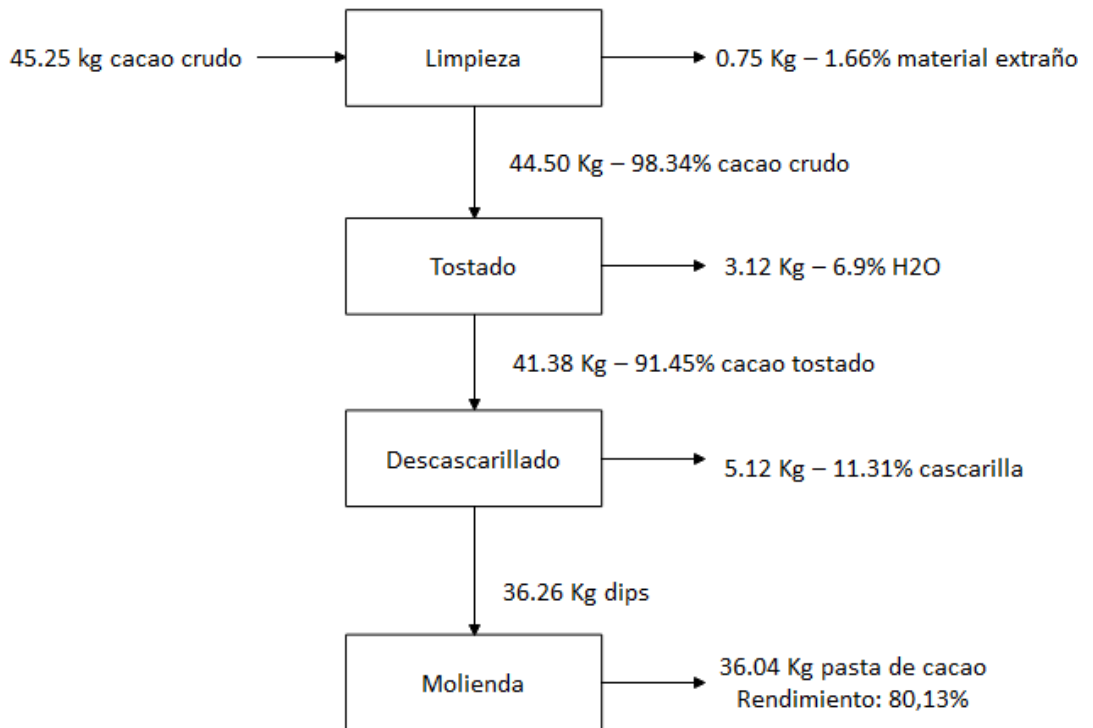 45.25 kg cacao crudo
Limpieza
0.75 Kg – 1.66% material extraño
44.50 Kg – 98.34% cacao crudo
Tostado
3.12 Kg – 6.9% H2O
41.38 Kg – 91.45% cacao tostado
Descascarillado
5.12 Kg – 11.31% cascarilla
36.26 Kg dips
Molienda
36.04 Kg pasta de cacao
Rendimiento: 80,13%